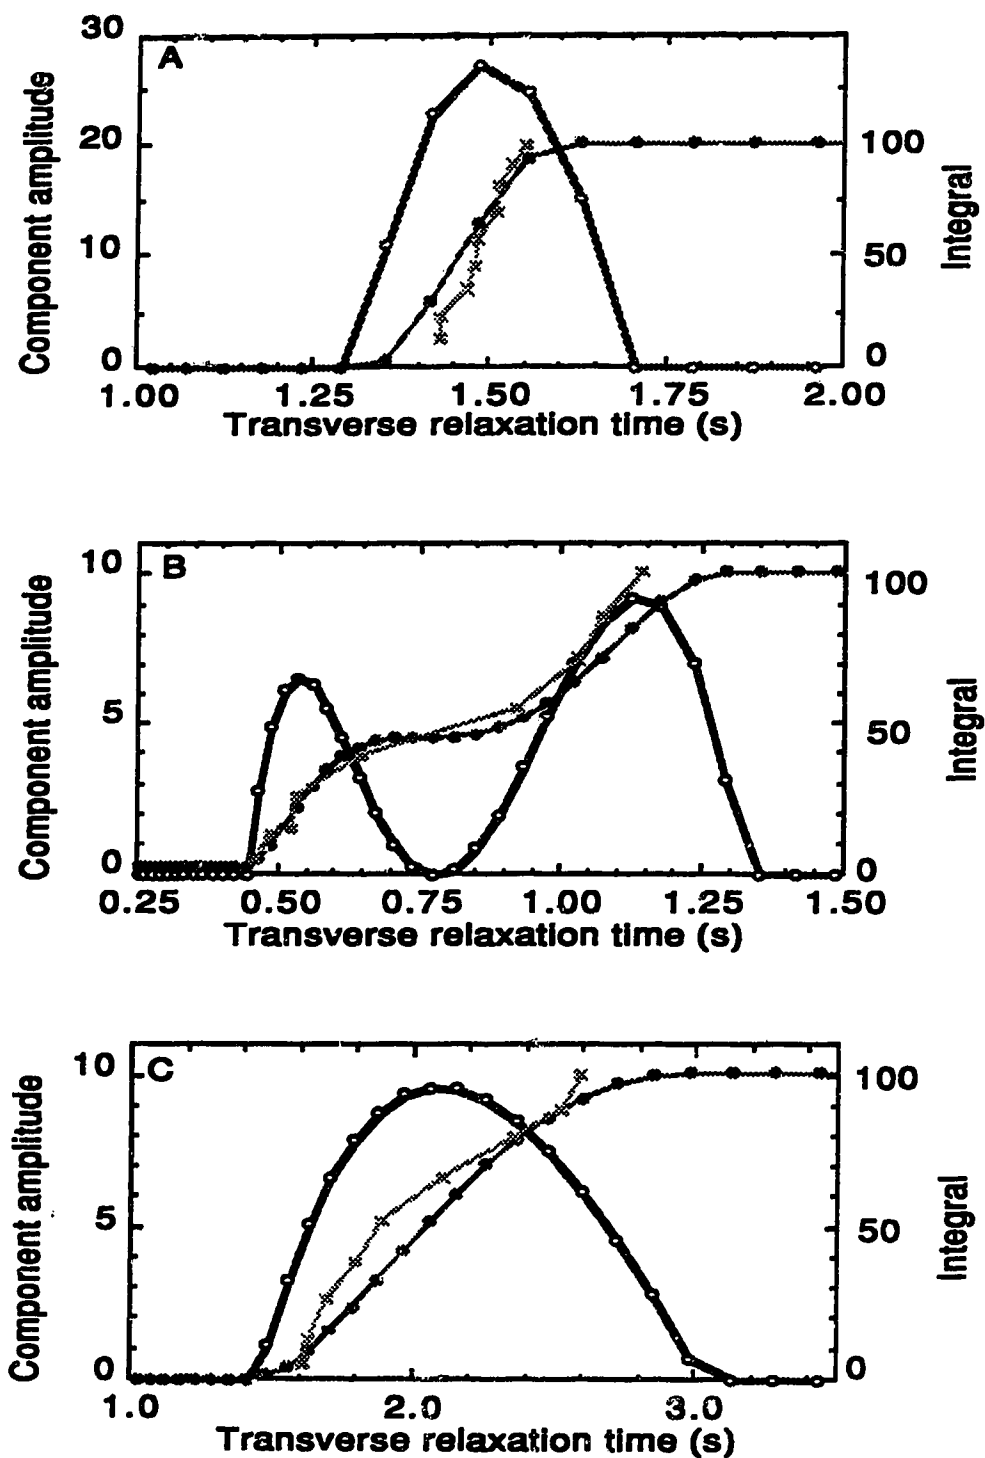 30
A
Component amplitude
20
10
0
100
50
0
Integral
1.00 1.25 1.50 1.75 2.00
Transverse relaxation time (s)
10
B
Component amplitude
5
0
100
50
0
Integral
0.25 0.50 0.75 1.00 1.25 1.50
Transverse relaxation time (s)
10
C
Component amplitude
5
0
100
50
0
Integral
1.0 2.0 3.0
Transverse relaxation time (s)